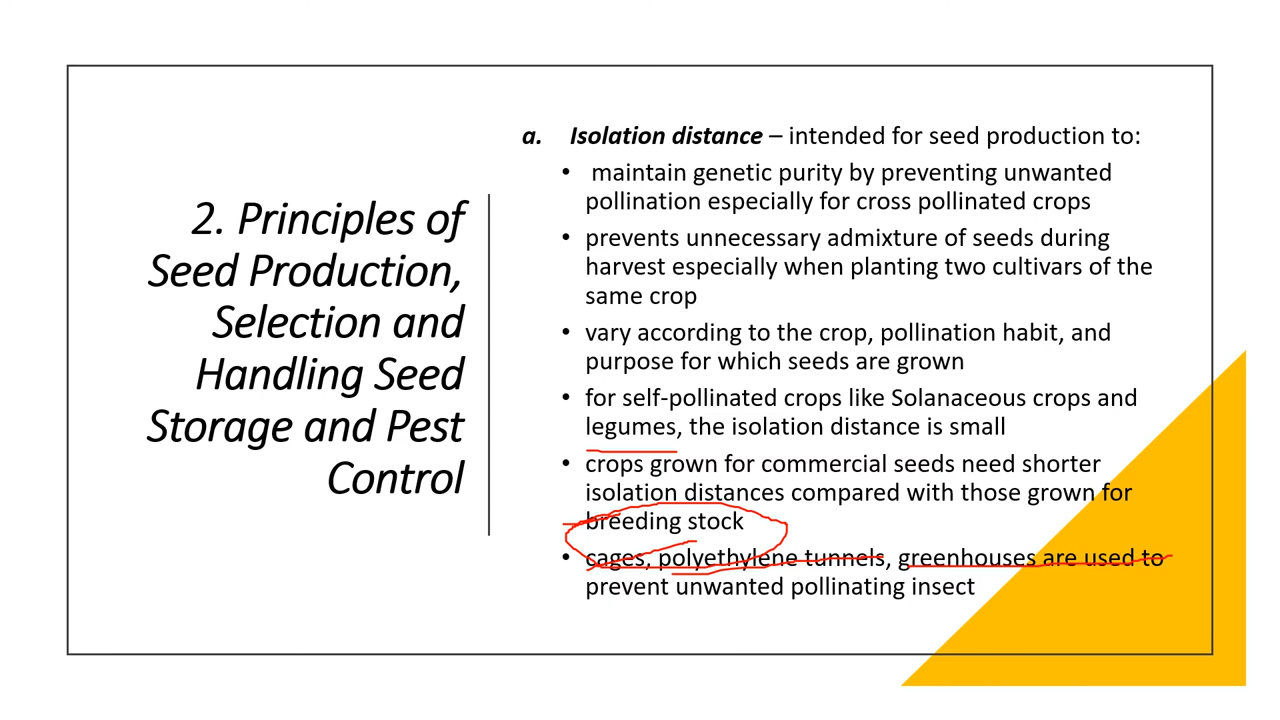 2. Principles of
Seed Production,
Selection and
Handling Seed
Storage and Pest
Control
a. Isolation distance – intended for seed production to:
• maintain genetic purity by preventing unwanted
pollination especially for cross pollinated crops
• prevents unnecessary admixture of seeds during
harvest especially when planting two cultivars of the
same crop
• vary according to the crop, pollination habit, and
purpose for which seeds are grown
• for self-pollinated crops like Solanaceous crops and
legumes, the isolation distance is small
• crops grown for commercial seeds need shorter
isolation distances compared with those grown for
breeding stock
• cages, polyethylene tunnels, greenhouses are used to
prevent unwanted pollinating insect